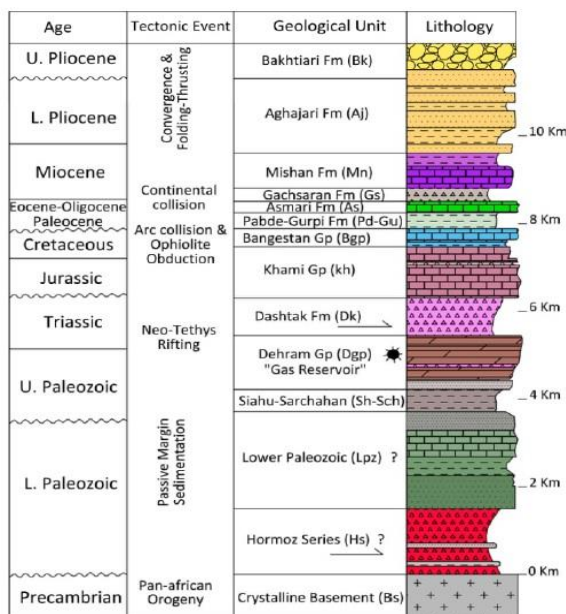 Age Tectonic Event Geological Unit Lithology
U. Pliocene
L. Pliocene
Miocene
Eocene-Oligocene
Paleocene
Cretaceous
Jurassic
Triassic
U. Paleozoic
L. Paleozoic
Precambrian
Convergence &
Folding-Thrusting
Continental
collision
Arc collision &
Ophiolite
Obduction
Neo-Tethys
Rifting
Passive Margin
Sedimentation
Pan-african
Orogeny
Bakhtiari Fm (Bk)
Aghajari Fm (Aj)
Mishan Fm (Mn)
Gachsaran Fm (Gs)
Asmari Fm (As)
Pabde-Gurpi Fm (Pd-Gu)
Bangestan Gp (Bgp)
Khami Gp (kh)
Dashtak Fm (Dk)
Dehram Gp (Dgp)
"Gas Reservoir"
Siahu-Sarchahan (Sh-Sch)
Lower Paleozoic (Lpz) ?
Hormoz Series (Hs) ?
Crystalline Basement (Bs)
10 Km
8 Km
6 Km
4 Km
2 Km
0 Km